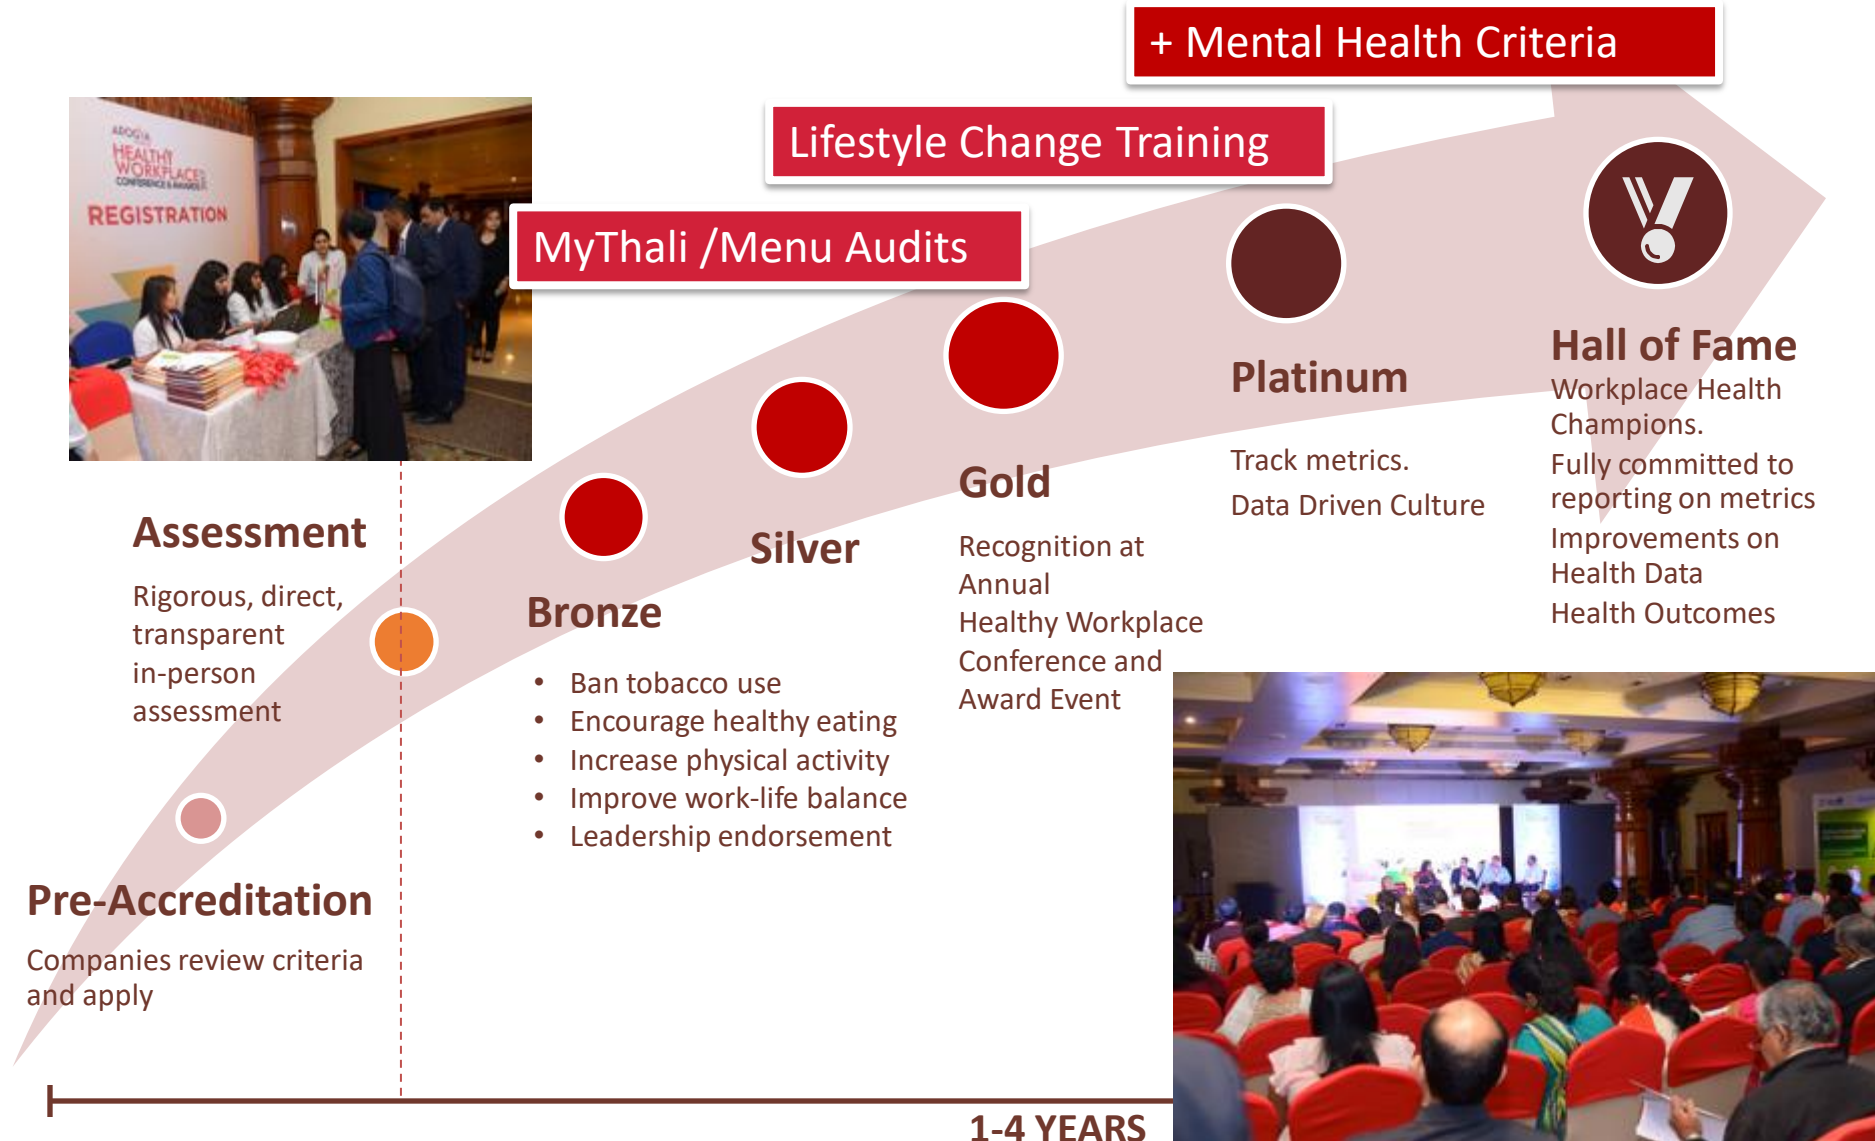 + Mental Health Criteria
Lifestyle Change Training
MyThali /Menu Audits
AROGYA
HEALTHY
WORKPLACE
CONFERENCE & AWARDS
REGISTRATION
Assessment
Rigorous, direct,
transparent
in-person
assessment
Pre-Accreditation
Companies review criteria
and apply
Bronze
• Ban tobacco use
• Encourage healthy eating
• Increase physical activity
• Improve work-life balance
• Leadership endorsement
Silver
Gold
Recognition at
Annual
Healthy Workplace
Conference and
Award Event
Platinum
Track metrics.
Data Driven Culture
Hall of Fame
Workplace Health
Champions.
Fully committed to
reporting on metrics
Improvements on
Health Data
Health Outcomes
1-4 YEARS